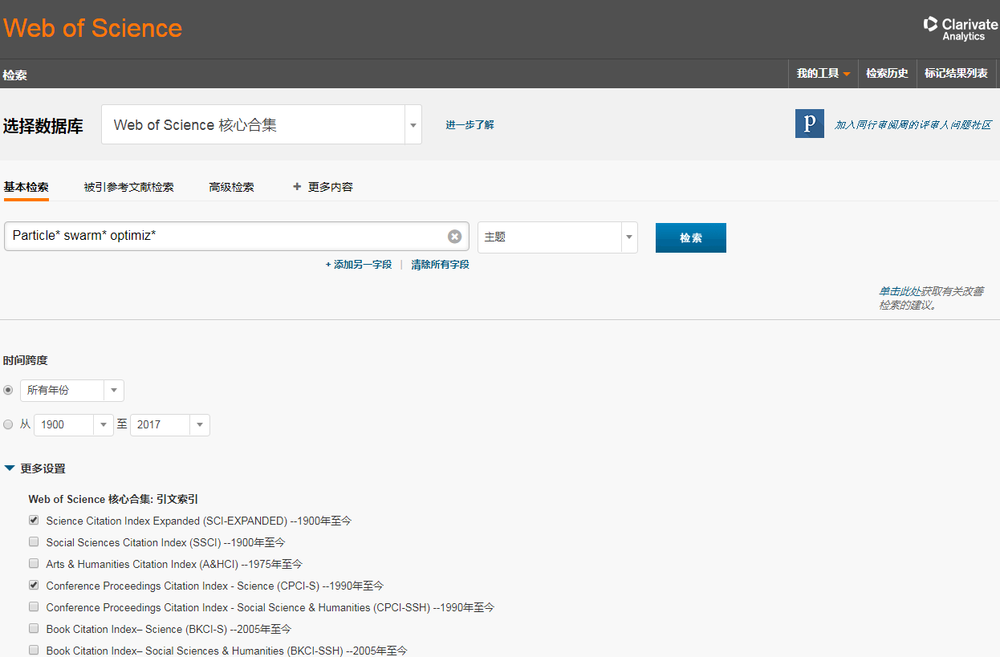 Web of Science
Clarivate
Analytics
检索
我的工具 检索历史 标记结果列表
选择数据库 Web of Science 核心合集 进一步了解 p 加入同行审阅周的评审人问题社区
基本检索 被引参考文献检索 高级检索 + 更多内容
Particle* swarm* optimiz* 主题 检索
+ 添加另一字段 | 清除所有字段
单击此处获取有关改善
检索的建议。
时间跨度
所有年份
从 1900 至 2017
更多设置
Web of Science 核心合集: 引文索引
Science Citation Index Expanded (SCI-EXPANDED) --1900年至今
Social Sciences Citation Index (SSCI) --1900年至今
Arts & Humanities Citation Index (A&HCI) --1975年至今
Conference Proceedings Citation Index - Science (CPCI-S) --1990年至今
Conference Proceedings Citation Index - Social Science & Humanities (CPCI-SSH) --1990年至今
Book Citation Index– Science (BKCI-S) --2005年至今
Book Citation Index– Social Sciences & Humanities (BKCI-SSH) --2005年至今